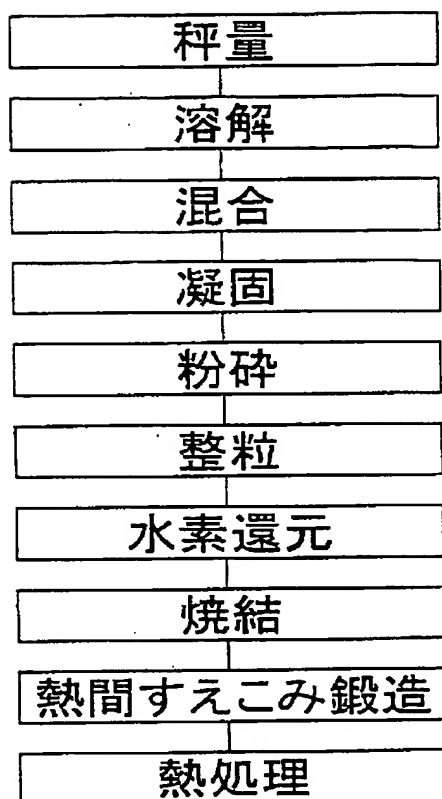 秤量
溶解
混合
凝固
粉砕
整粒
水素還元
焼結
熱間すえこみ鍛造
熱処理